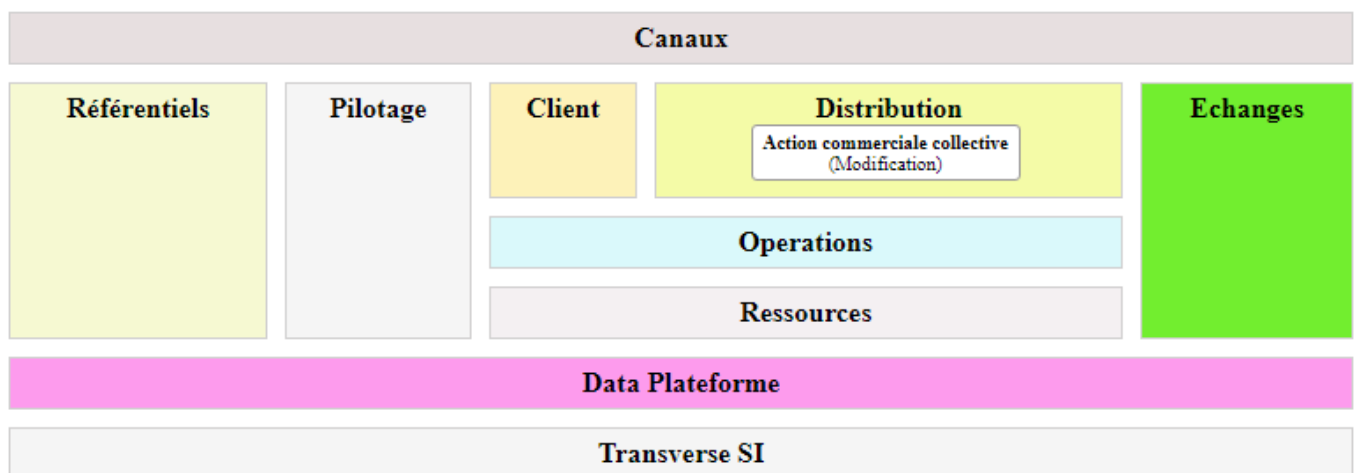 Canaux
Référentiels
Pilotage
Client
Distribution
Action commerciale collective
(Modification)
Echanges
Operations
Ressources
Data Plateforme
Transverse SI